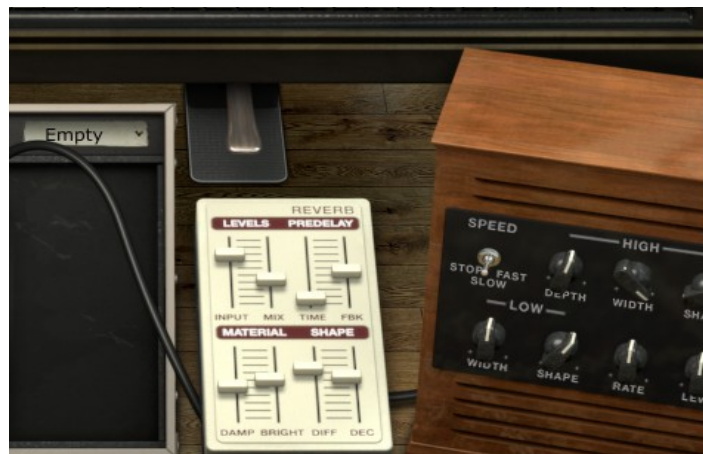 Empty
REVERB
LEVELS PREDELAY
INPUT MIX TIME FBK
MATERIAL SHAPE
DAMP BRIGHT DIFF DEC
SPEED
HIGH
STOP FAST
SLOW
DEPTH WIDTH
LOW
WIDTH SHAPE RATE